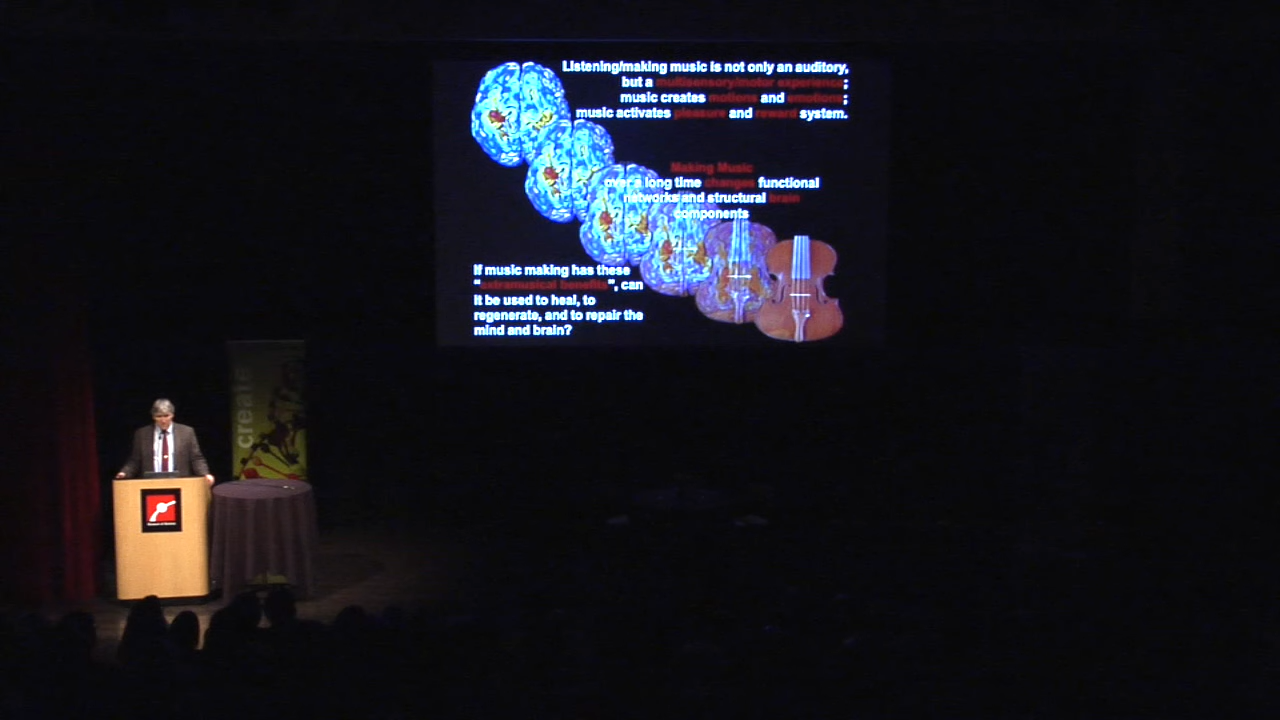 Listening/making music is not only an auditory,
but a multisensory/motor experience;
music creates motions and emotions;
music activates pleasure and reward system.
Making Music
over a long time changes functional
networks and structural brain
components
If music making has these
"extramusical benefits", can
it be used to heal, to
regenerate, and to repair the
mind and brain?
create
Museum of Science